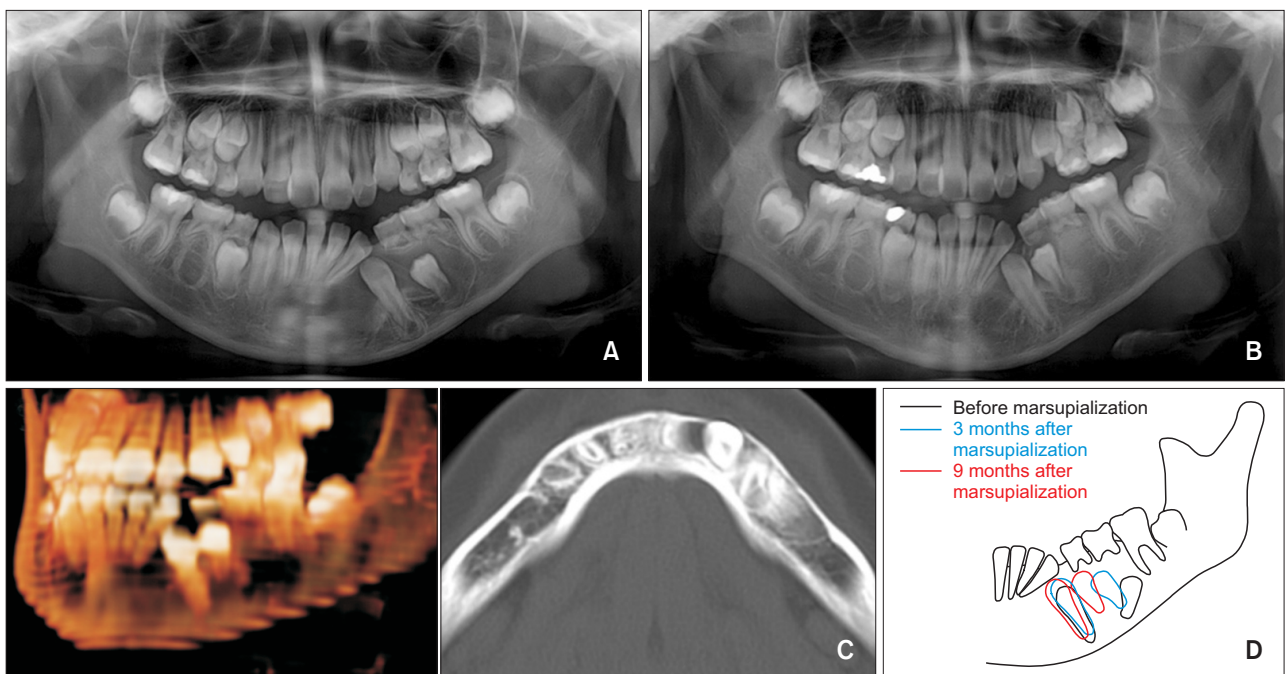 A
B
C
Before marsupialization
3 months after
marsupialization
9 months after
marsupialization
D